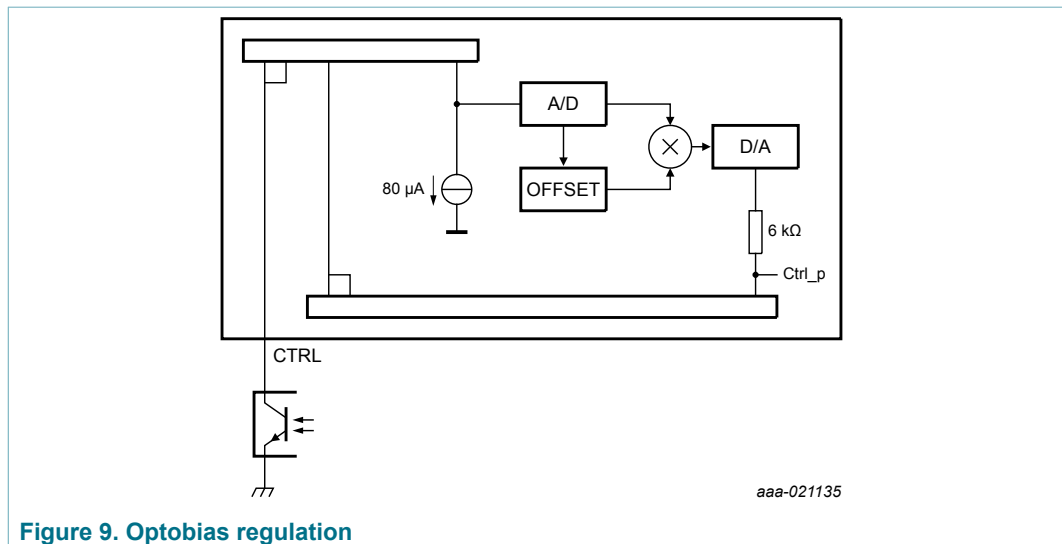 A/D
D/A
80 µA
OFFSET
6 kΩ
Ctrl_p
CTRL
aaa-021135
Figure 9. Optobias regulation